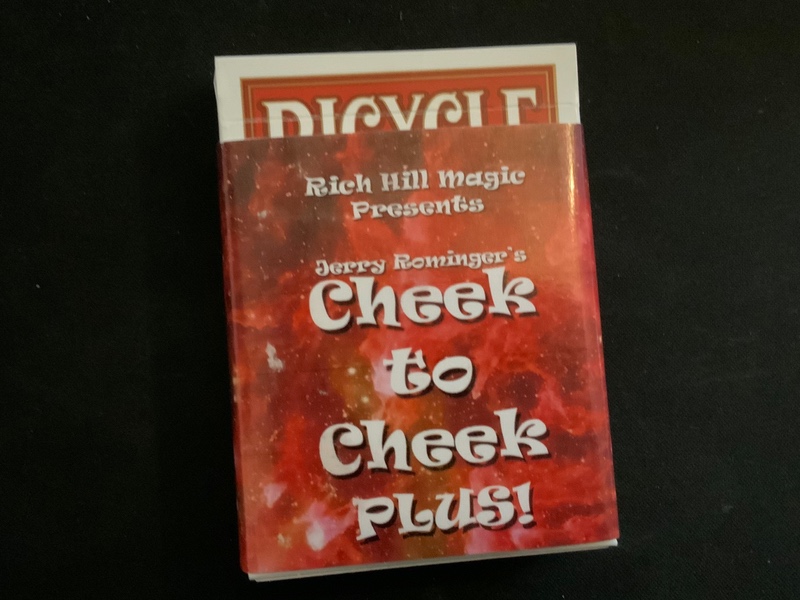 BICYCLE
Rich Hill Magic
Presents
Jerry Rominger's
Cheek
to
Cheek
PLUS!